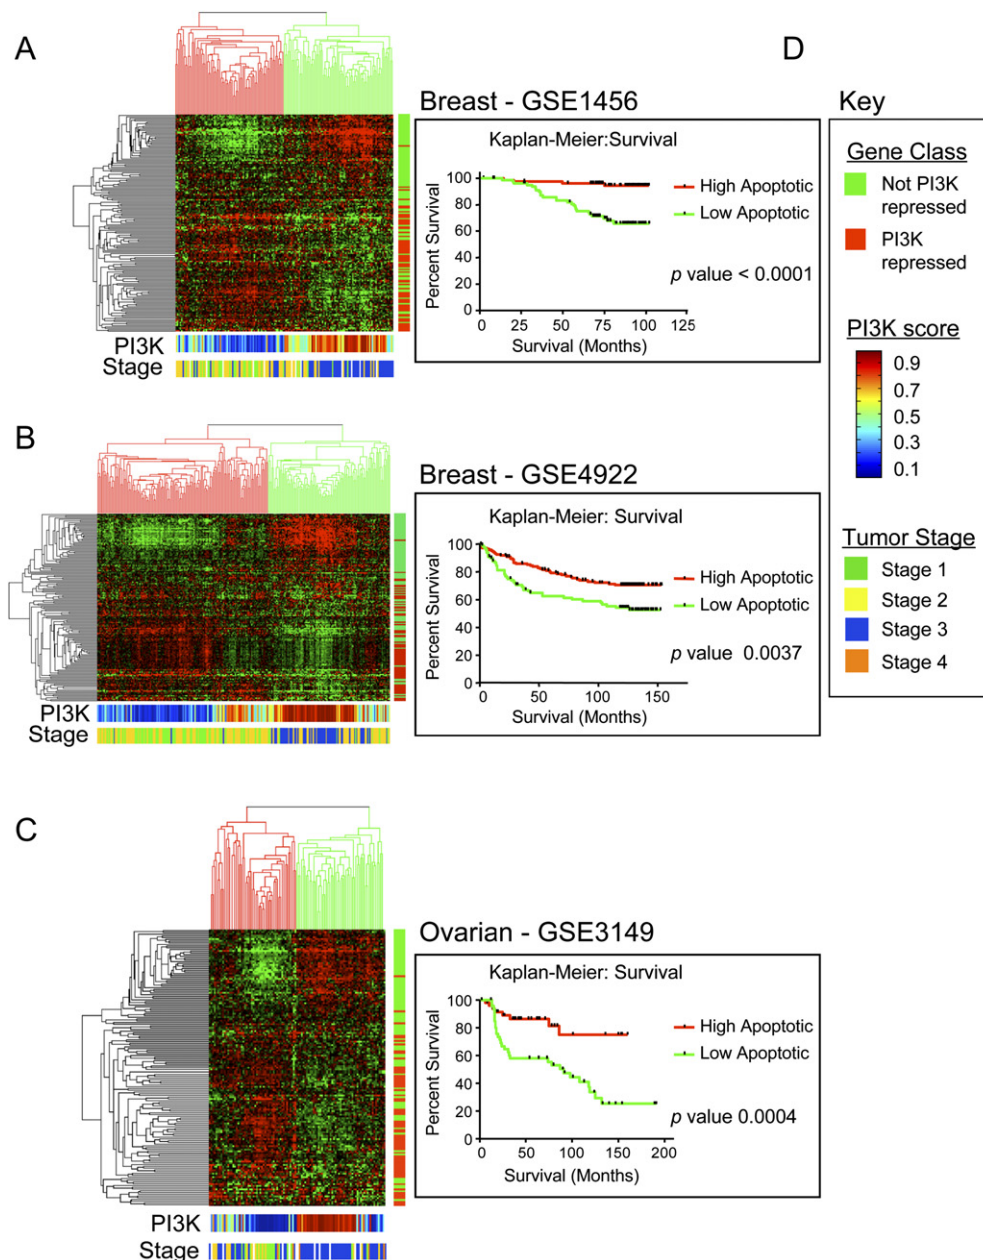 A
D
Breast - GSE1456
Key
Kaplan-Meier:Survival
Percent Survival
100
80
60
40
20
0
0 25 50 75 100 125
Survival (Months)
High Apoptotic
Low Apoptotic
p value < 0.0001
PI3K
Stage
Gene Class
Not PI3K
repressed
PI3K
repressed
PI3K score
0.9
0.7
0.5
0.3
0.1
B
Breast - GSE4922
Kaplan-Meier: Survival
Percent Survival
100
80
60
40
20
0
0 50 100 150
Survival (Months)
High Apoptotic
Low Apoptotic
p value 0.0037
PI3K
Stage
Tumor Stage
Stage 1
Stage 2
Stage 3
Stage 4
C
Ovarian - GSE3149
Kaplan-Meier: Survival
Percent Survival
100
80
60
40
20
0 50 100 150 200
Survival (Months)
High Apoptotic
Low Apoptotic
p value 0.0004
PI3K
Stage